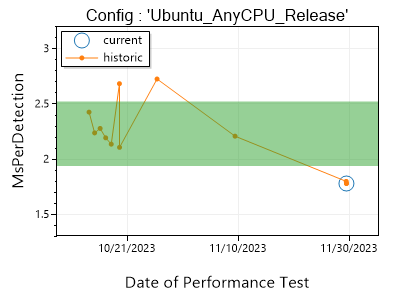 Config : 'Ubuntu_AnyCPU_Release'
current
historic
MsPerDetection
3
2.5
2
1.5
10/21/2023
11/10/2023
11/30/2023
Date of Performance Test